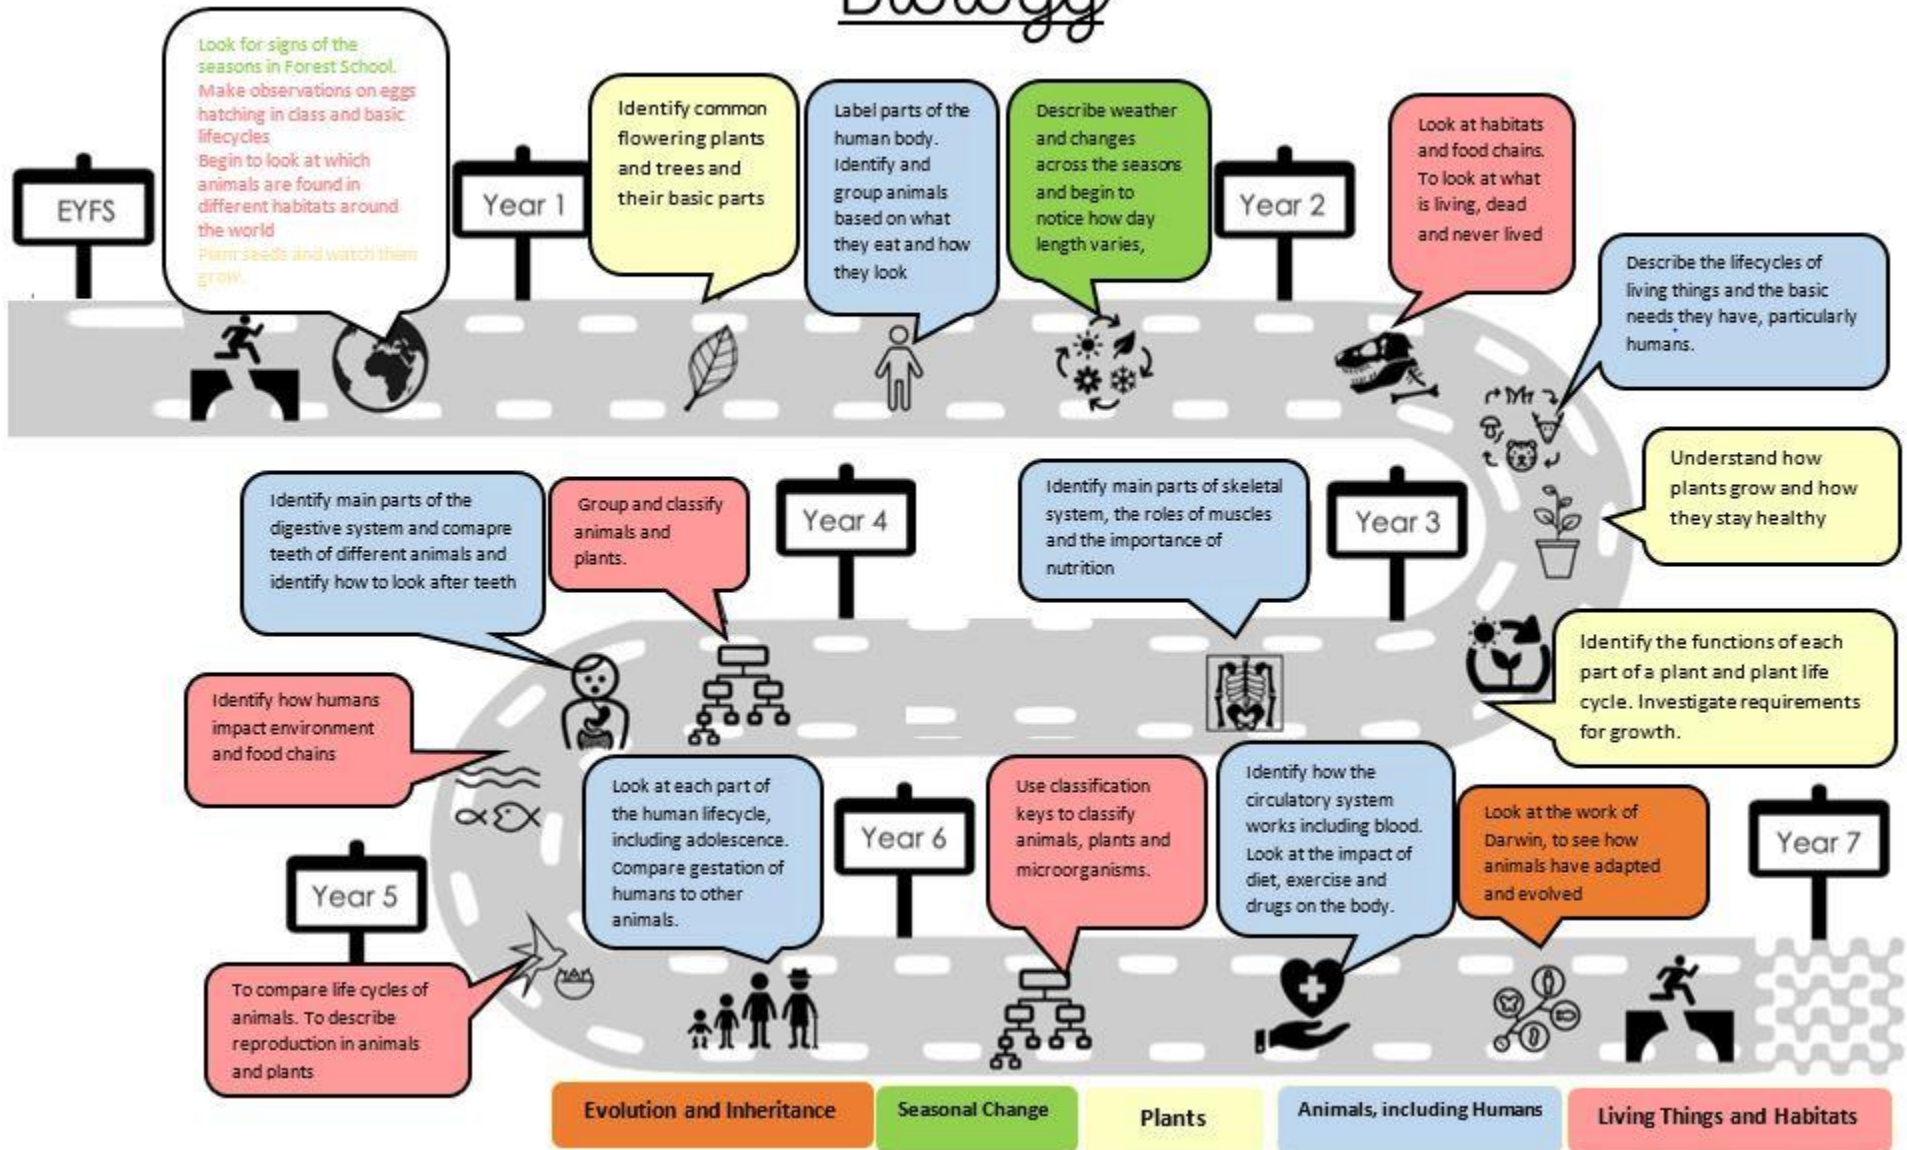 Biology
EYFS
Look for signs of the
seasons in Forest School.
Make observations on eggs
hatching in class and basic
lifecycles
Begin to look at which
animals are found in
different habitats around
the world
Plant seeds and watch them
grow.
Year 1
Identify common
flowering plants
and trees and
their basic parts
Label parts of the
human body.
Identify and
group animals
based on what
they eat and how
they look
Describe weather
and changes
across the seasons
and begin to
notice how day
length varies,
Year 2
Look at habitats
and food chains.
To look at what
is living, dead
and never lived
Describe the lifecycles of
living things and the basic
needs they have, particularly
humans.
Understand how
plants grow and how
they stay healthy
Year 3
Identify the functions of each
part of a plant and plant life
cycle. Investigate requirements
for growth.
Identify main parts of skeletal
system, the roles of muscles
and the importance of
nutrition
Year 4
Group and classify
animals and
plants.
Identify main parts of the
digestive system and comapre
teeth of different animals and
identify how to look after teeth
Identify how humans
impact environment
and food chains
Year 5
To compare life cycles of
animals. To describe
reproduction in animals
and plants
Look at each part of
the human lifecycle,
including adolescence.
Compare gestation of
humans to other
animals.
Year 6
Use classification
keys to classify
animals, plants and
microorganisms.
Identify how the
circulatory system
works including blood.
Look at the impact of
diet, exercise and
drugs on the body.
Look at the work of
Darwin, to see how
animals have adapted
and evolved
Year 7
Evolution and Inheritance
Seasonal Change
Plants
Animals, including Humans
Living Things and Habitats